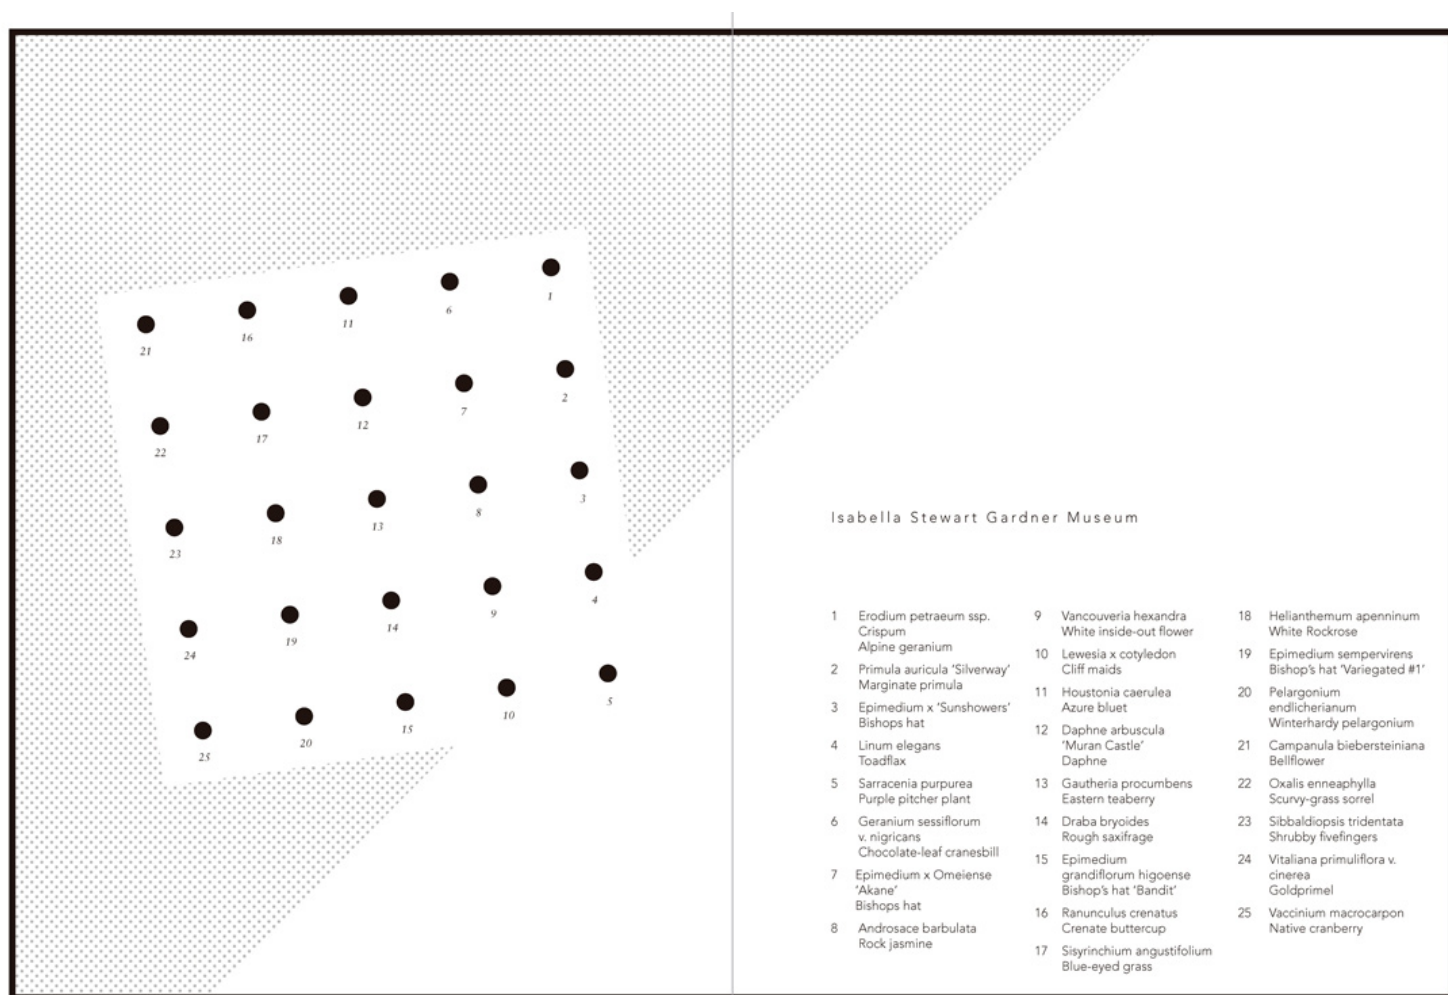 1
6
11
16
21
2
7
12
17
22
3
8
13
18
23
4
9
14
19
24
5
10
15
20
25
Isabella Stewart Gardner Museum
1 Erodium petraeum ssp.
Crispum
Alpine geranium
2 Primula auricula ‘Silverway’
Marginate primula
3 Epimedium x ‘Sunshowers’
Bishops hat
4 Linum elegans
Toadflax
5 Sarracenia purpurea
Purple pitcher plant
6 Geranium sessiflorum
v. nigricans
Chocolate-leaf cranesbill
7 Epimedium x Omeiense
‘Akane’
Bishops hat
8 Androsace barbulata
Rock jasmine
9 Vancouveria hexandra
White inside-out flower
10 Lewesia x cotyledon
Cliff maids
11 Houstonia caerulea
Azure bluet
12 Daphne arbuscula
‘Muran Castle’
Daphne
13 Gautheria procumbens
Eastern teaberry
14 Draba bryoides
Rough saxifrage
15 Epimedium
grandiflorum higoense
Bishop’s hat ‘Bandit’
16 Ranunculus crenatus
Crenate buttercup
17 Sisyrinchium angustifolium
Blue-eyed grass
18 Helianthemum apenninum
White Rockrose
19 Epimedium sempervirens
Bishop’s hat ‘Variegated #1’
20 Pelargonium
endlicherianum
Winterhardy pelargonium
21 Campanula biebersteiniana
Bellflower
22 Oxalis enneaphylla
Scurvy-grass sorrel
23 Sibbaldiopsis tridentata
Shrubby fivefingers
24 Vitaliana primuliflora v.
cinerea
Goldprimel
25 Vaccinium macrocarpon
Native cranberry